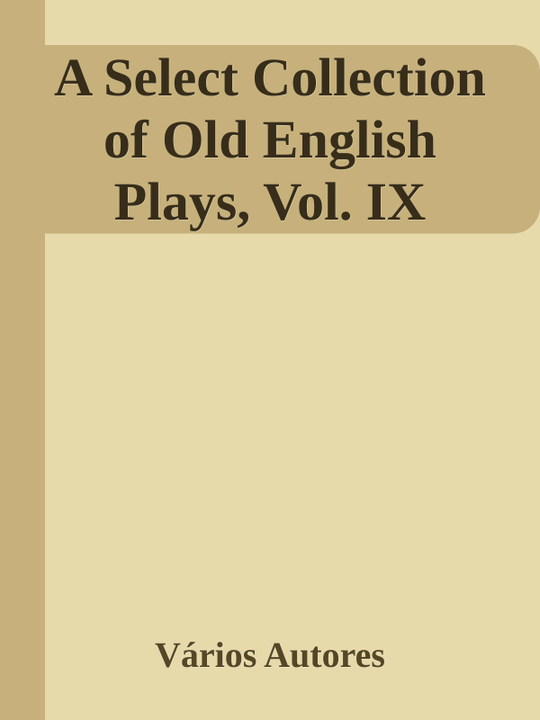 A Select Collection
of Old English
Plays, Vol. IX
Vários Autores